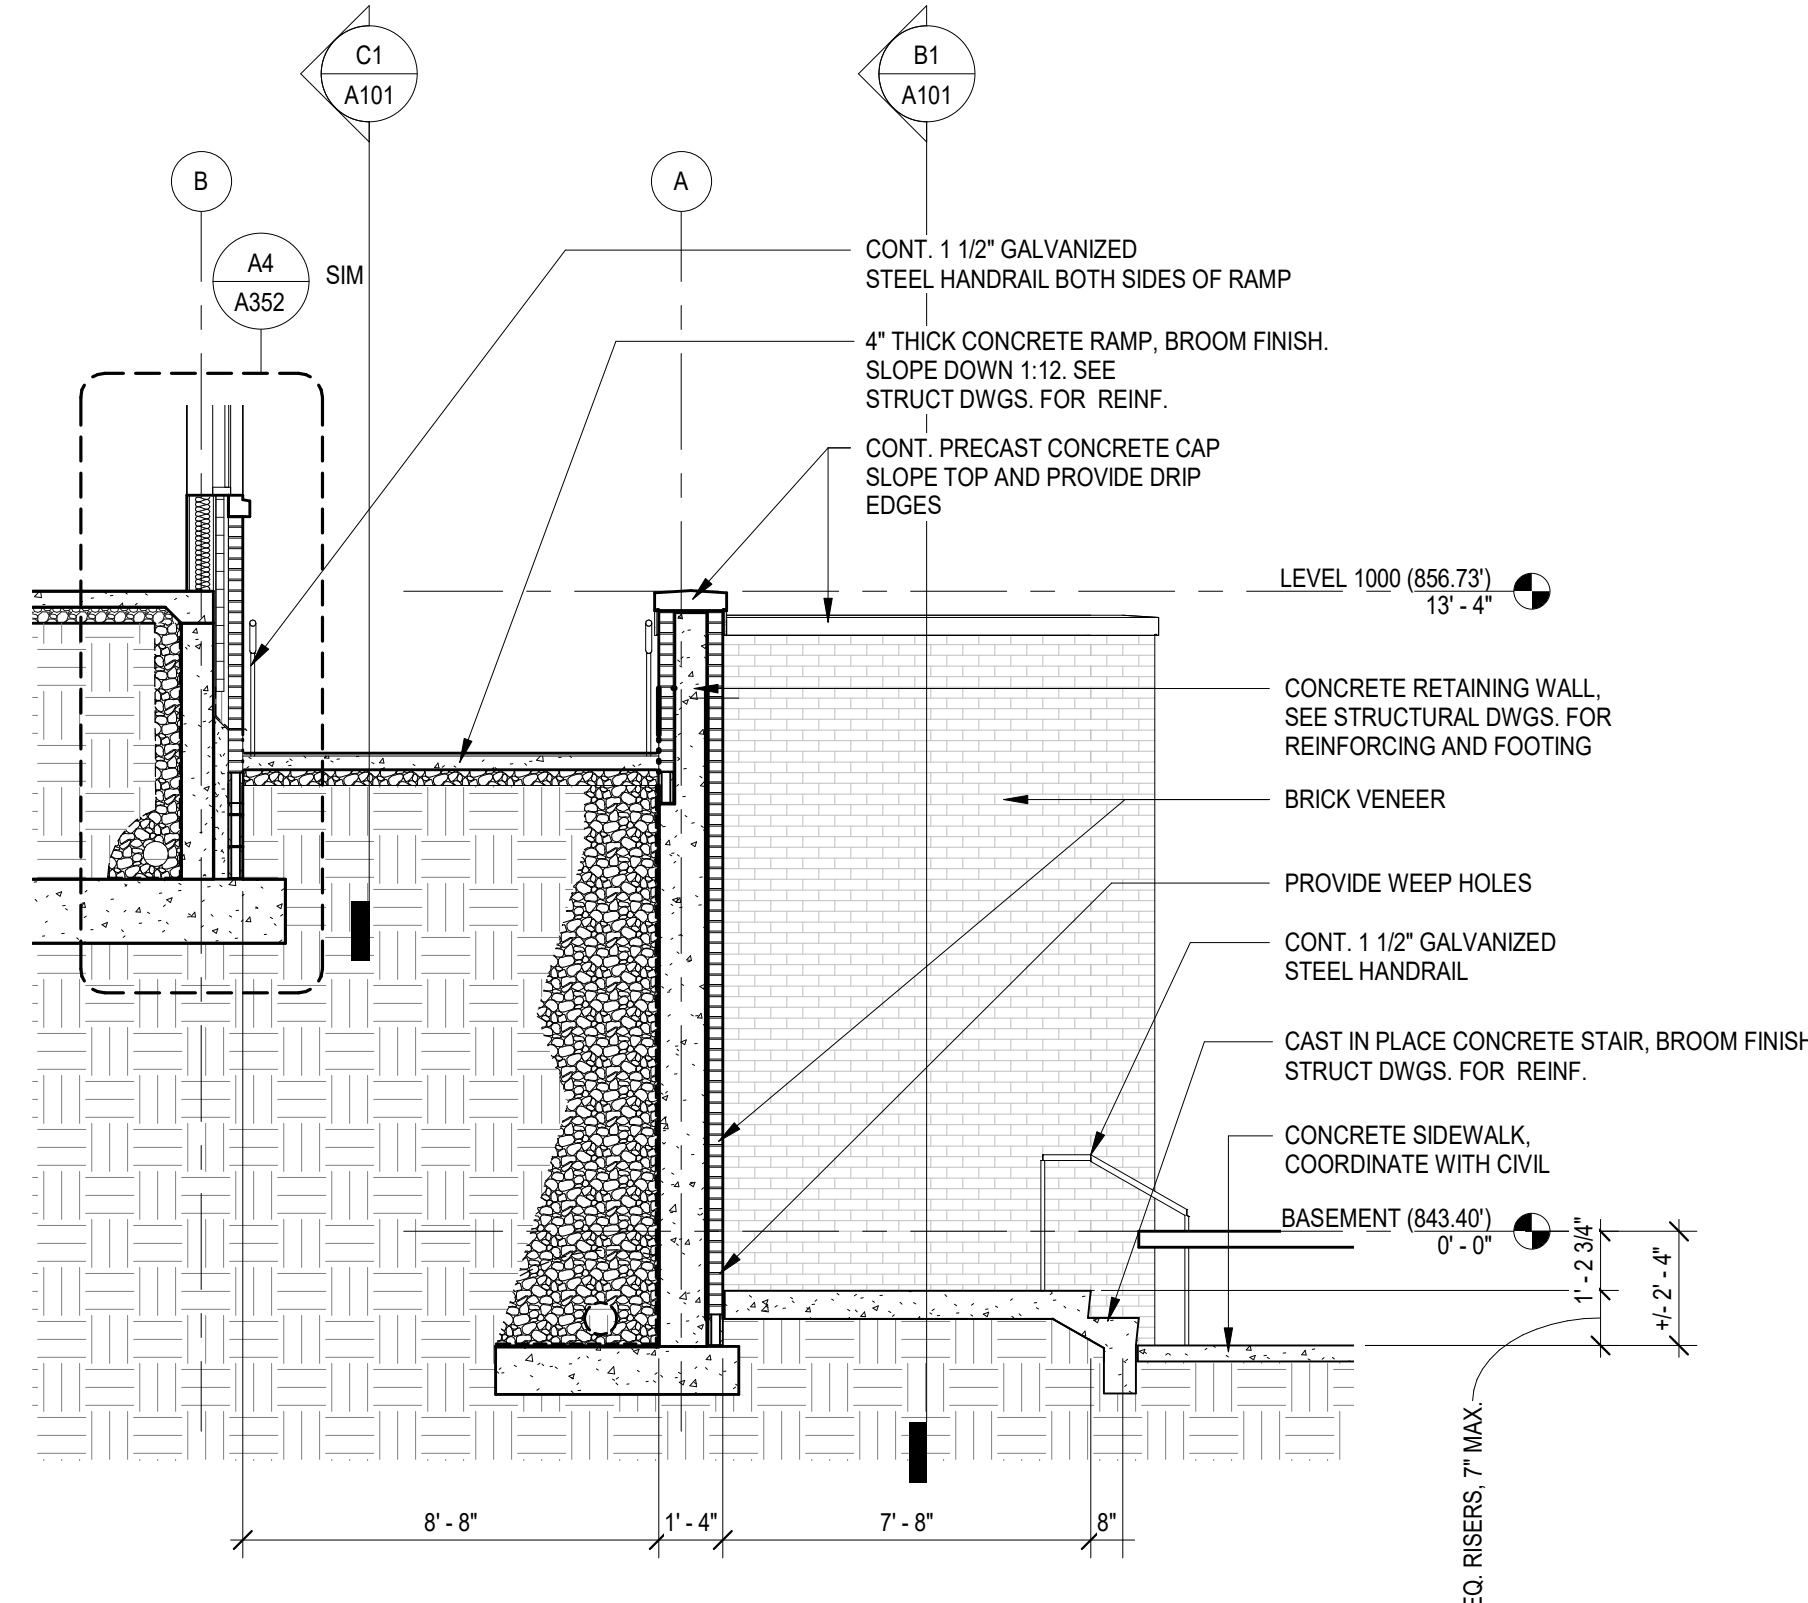 C1
A101
B1
A101
B
A
A4
A352
SIM
CONT. 1 1/2" GALVANIZED
STEEL HANDRAIL BOTH SIDES OF RAMP
4" THICK CONCRETE RAMP, BROOM FINISH.
SLOPE DOWN 1:12. SEE
STRUCT DWGS. FOR REINF.
CONT. PRECAST CONCRETE CAP
SLOPE TOP AND PROVIDE DRIP
EDGES
LEVEL 1000 (856.73')
13' - 4"
CONCRETE RETAINING WALL,
SEE STRUCTURAL DWGS. FOR
REINFORCING AND FOOTING
BRICK VENEER
PROVIDE WEEP HOLES
CONT. 1 1/2" GALVANIZED
STEEL HANDRAIL
CAST IN PLACE CONCRETE STAIR, BROOM FINISH
STRUCT DWGS. FOR REINF.
CONCRETE SIDEWALK,
COORDINATE WITH CIVIL
BASEMENT (843.40')
0' - 0"
1' - 2 3/4"
+/- 2' - 4"
EQ. RISERS, 7" MAX.
8' - 8"
1' - 4"
7' - 8"
8"